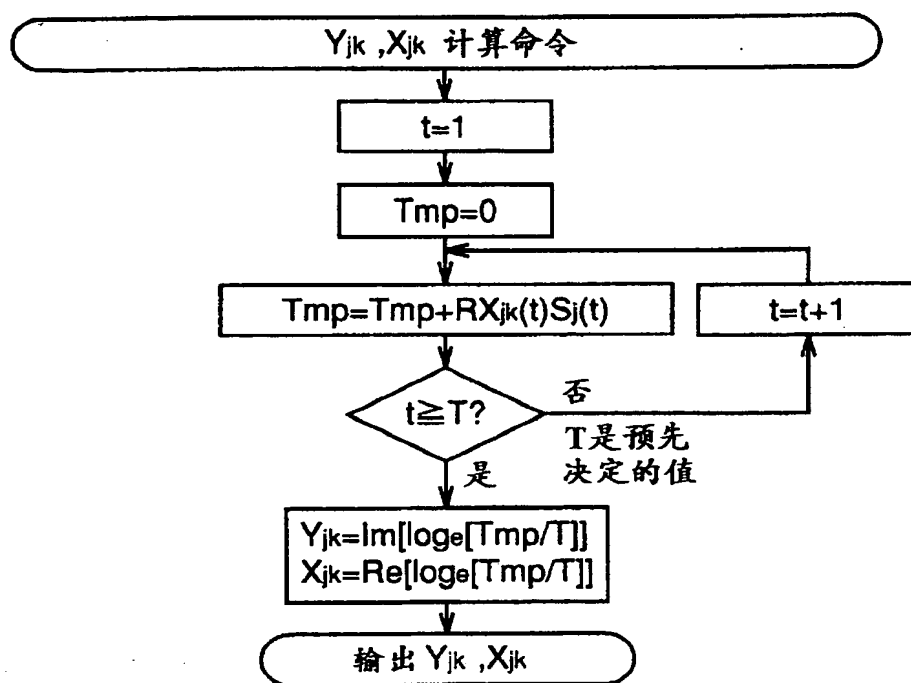 Yjk ,Xjk 计算命令
t=1
Tmp=0
Tmp=Tmp+RXjk(t)Sj(t)
t=t+1
t≧T?
否
T是预先
决定的值
是
Yjk=Im[loge[Tmp/T]]
Xjk=Re[loge[Tmp/T]]
输出 Yjk ,Xjk